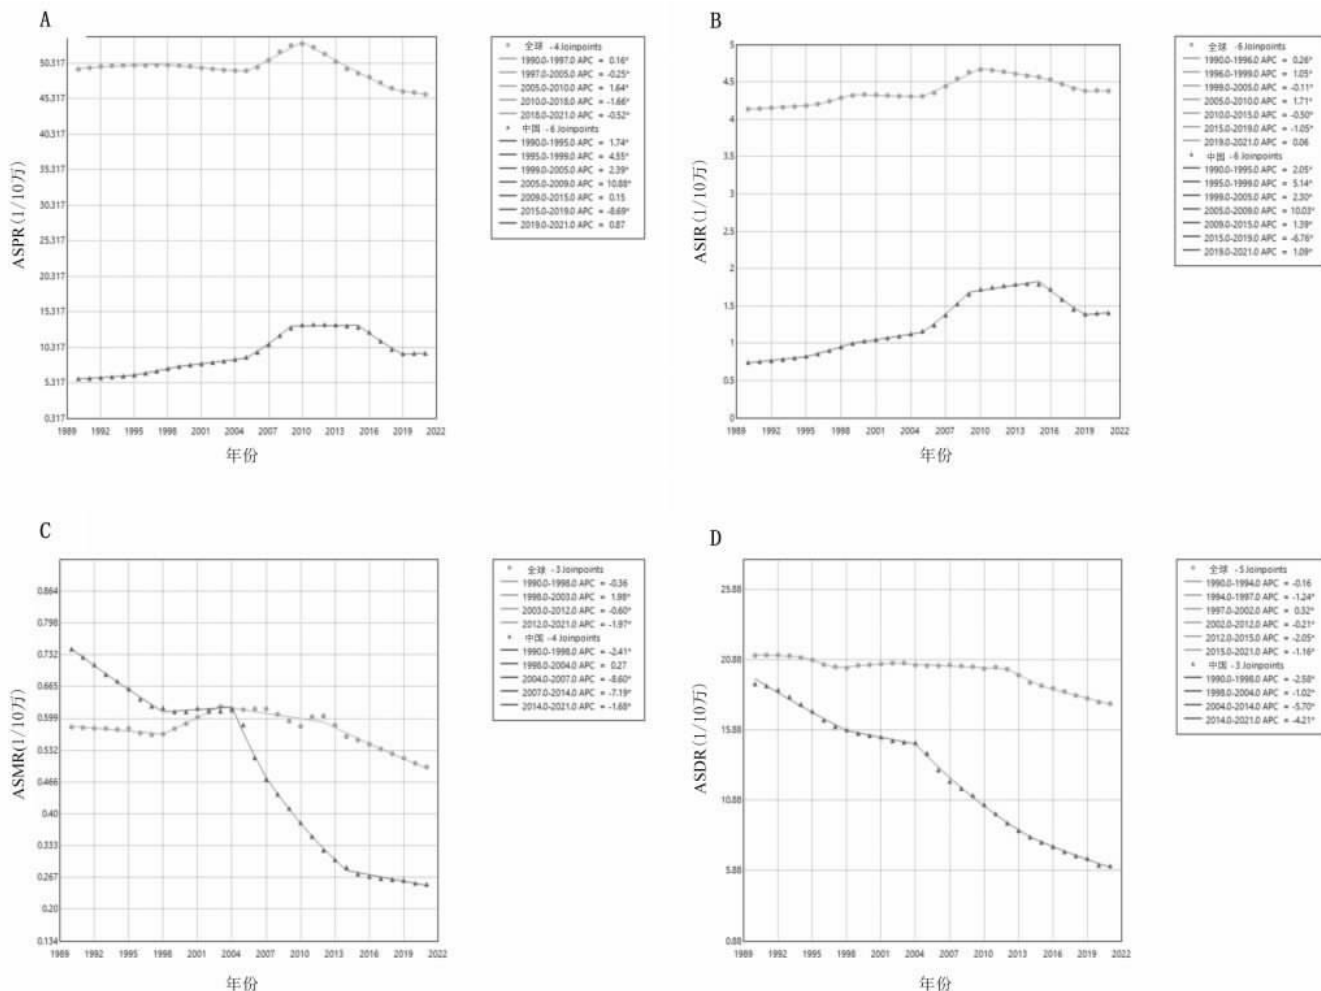 A
50.317
45.317
40.317
35.317
30.317
25.317
20.317
15.317
10.317
5.317
0.317
ASPR(1/10万)
1989 1992 1995 1998 2001 2004 2007 2010 2013 2016 2019 2022
年份
全球 -4 Joinpoints
1990.0-1997.0 APC = 0.16*
1997.0-2005.0 APC = -0.25*
2005.0-2010.0 APC = 1.64*
2010.0-2018.0 APC = -1.66*
2018.0-2021.0 APC = -0.52*
中国 -6 Joinpoints
1990.0-1995.0 APC = 1.74*
1995.0-1999.0 APC = 4.55*
1999.0-2005.0 APC = 2.39*
2005.0-2009.0 APC = 10.88*
2009.0-2015.0 APC = 0.15
2015.0-2019.0 APC = -8.69*
2019.0-2021.0 APC = 0.87
B
5
4.5
4
3.5
3
2.5
2
1.5
1
0.5
0
ASIR(1/10万)
1989 1992 1995 1998 2001 2004 2007 2010 2013 2016 2019 2022
年份
全球 -6 Joinpoints
1990.0-1996.0 APC = 0.26*
1996.0-1999.0 APC = 1.05*
1999.0-2005.0 APC = -0.11*
2005.0-2010.0 APC = 1.71*
2010.0-2015.0 APC = -0.50*
2015.0-2019.0 APC = -1.05*
2019.0-2021.0 APC = 0.06
中国 -6 Joinpoints
1990.0-1995.0 APC = 2.05*
1995.0-1999.0 APC = 5.14*
1999.0-2005.0 APC = 2.30*
2005.0-2009.0 APC = 10.03*
2009.0-2015.0 APC = 1.39*
2015.0-2019.0 APC = -6.76*
2019.0-2021.0 APC = 1.09*
C
0.864
0.798
0.732
0.665
0.599
0.532
0.466
0.40
0.333
0.267
0.20
0.134
ASMR(1/10万)
1989 1992 1995 1998 2001 2004 2007 2010 2013 2016 2019 2022
年份
全球 -3 Joinpoints
1990.0-1998.0 APC = -0.36
1998.0-2003.0 APC = 1.98*
2003.0-2012.0 APC = -0.60*
2012.0-2021.0 APC = -1.97*
中国 -4 Joinpoints
1990.0-1998.0 APC = -2.41*
1998.0-2004.0 APC = 0.27
2004.0-2007.0 APC = -8.60*
2007.0-2014.0 APC = -7.19*
2014.0-2021.0 APC = -1.68*
D
25.88
20.88
15.88
10.88
5.88
0.88
ASDR(1/10万)
1989 1992 1995 1998 2001 2004 2007 2010 2013 2016 2019 2022
年份
全球 -5 Joinpoints
1990.0-1994.0 APC = -0.16
1994.0-1997.0 APC = -1.24*
1997.0-2002.0 APC = 0.32*
2002.0-2012.0 APC = -0.21*
2012.0-2015.0 APC = -2.05*
2015.0-2021.0 APC = -1.16*
中国 -3 Joinpoints
1990.0-1998.0 APC = -2.58*
1998.0-2004.0 APC = -1.02*
2004.0-2014.0 APC = -5.70*
2014.0-2021.0 APC = -4.21*